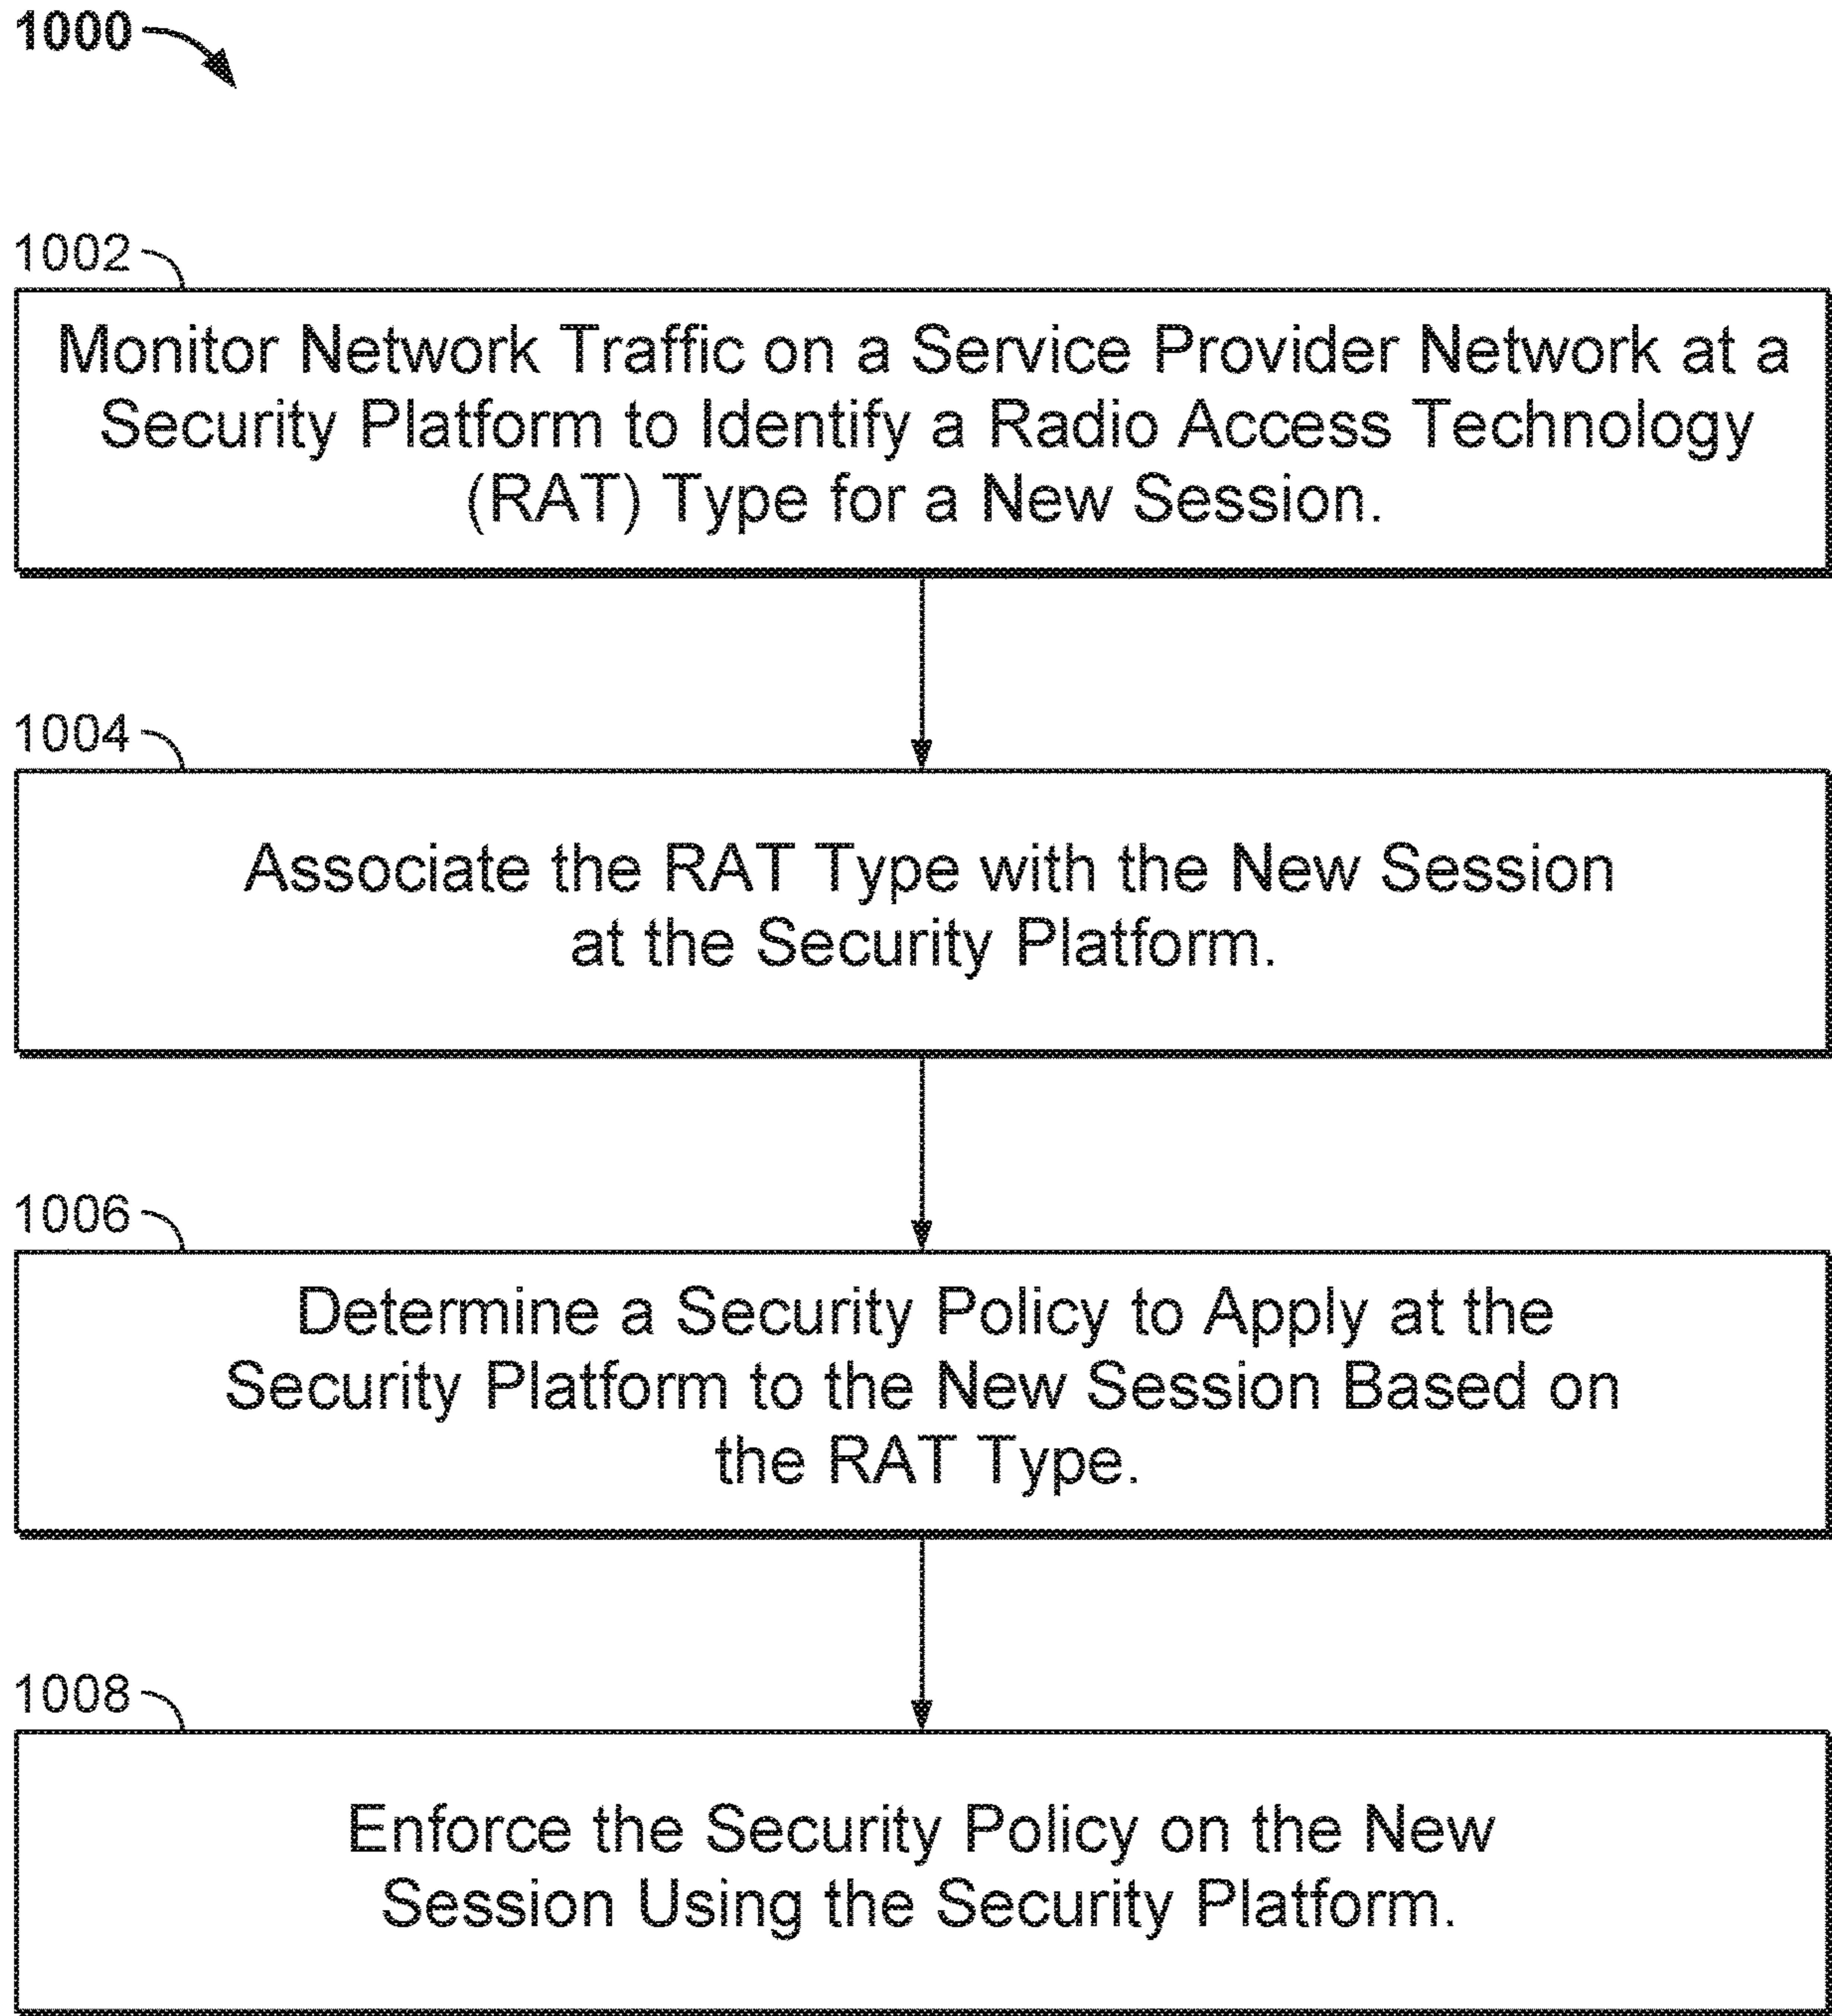 1000
1002
Monitor Network Traffic on a Service Provider Network at a
Security Platform to Identify a Radio Access Technology
(RAT) Type for a New Session.
1004
Associate the RAT Type with the New Session
at the Security Platform.
1006
Determine a Security Policy to Apply at the
Security Platform to the New Session Based on
the RAT Type.
1008
Enforce the Security Policy on the New
Session Using the Security Platform.